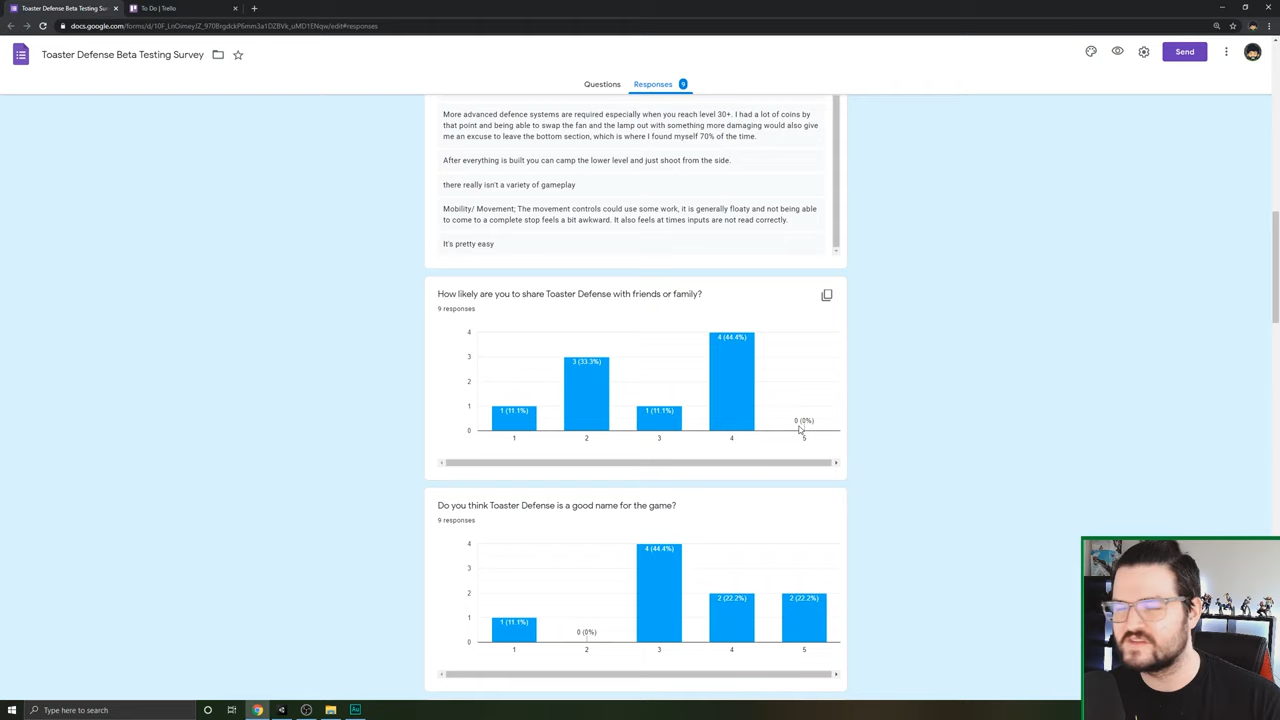 Toaster Defense Beta Testing Sur
To Do | Trello
Toaster Defense Beta Testing Survey
Send
Questions
Responses
9
More advanced defence systems are required especially when you reach level 30+. I had a lot of coins by
that point and being able to swap the fan and the lamp out with something more damaging would also give
me an excuse to leave the bottom section, which is where I found myself 70% of the time.
After everything is built you can camp the lower level and just shoot from the side.
there really isn't a variety of gameplay
Mobility/ Movement; The movement controls could use some work, it is generally floaty and not being able
to come to a complete stop feels a bit awkward. It also feels at times inputs are not read correctly.
It's pretty easy
How likely are you to share Toaster Defense with friends or family?
9 responses
4
3
2
1
0
1 (11.1%)
3 (33.3%)
1 (11.1%)
4 (44.4%)
0 (0%)
1
2
3
4
5
Do you think Toaster Defense is a good name for the game?
9 responses
4
3
2
1
0
1 (11.1%)
0 (0%)
4 (44.4%)
2 (22.2%)
2 (22.2%)
1
2
3
4
5
Type here to search
Au